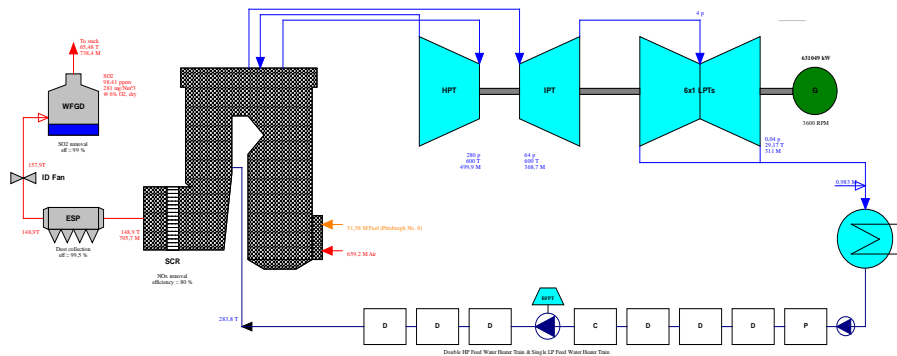 To stack
65,48 T
738,4 M
SO2
98,41 ppm
281 mg/Nm^3
@ 6% O2, dry
WFGD
SO2 removal
eff = 99 %
157,9T
ID Fan
148,9T
ESP
Dust collection
eff = 99,5 %
148,9 T
705,7 M
SCR
NOx removal
efficiency = 80 %
51,58 M Fuel (Pittsburgh No. 8)
659,2 M Air
HPT
280 p
600 T
499,9 M
IPT
64 p
600 T
368,7 M
4 p
6x1 LPTs
631049 kW
G
3600 RPM
0,04 p
29,17 T
311 M
0,983 M
283,8 T
D
D
D
BFPT
C
D
D
D
P
Double HP Feed Water Heater Train & Single LP Feed Water Heater Train